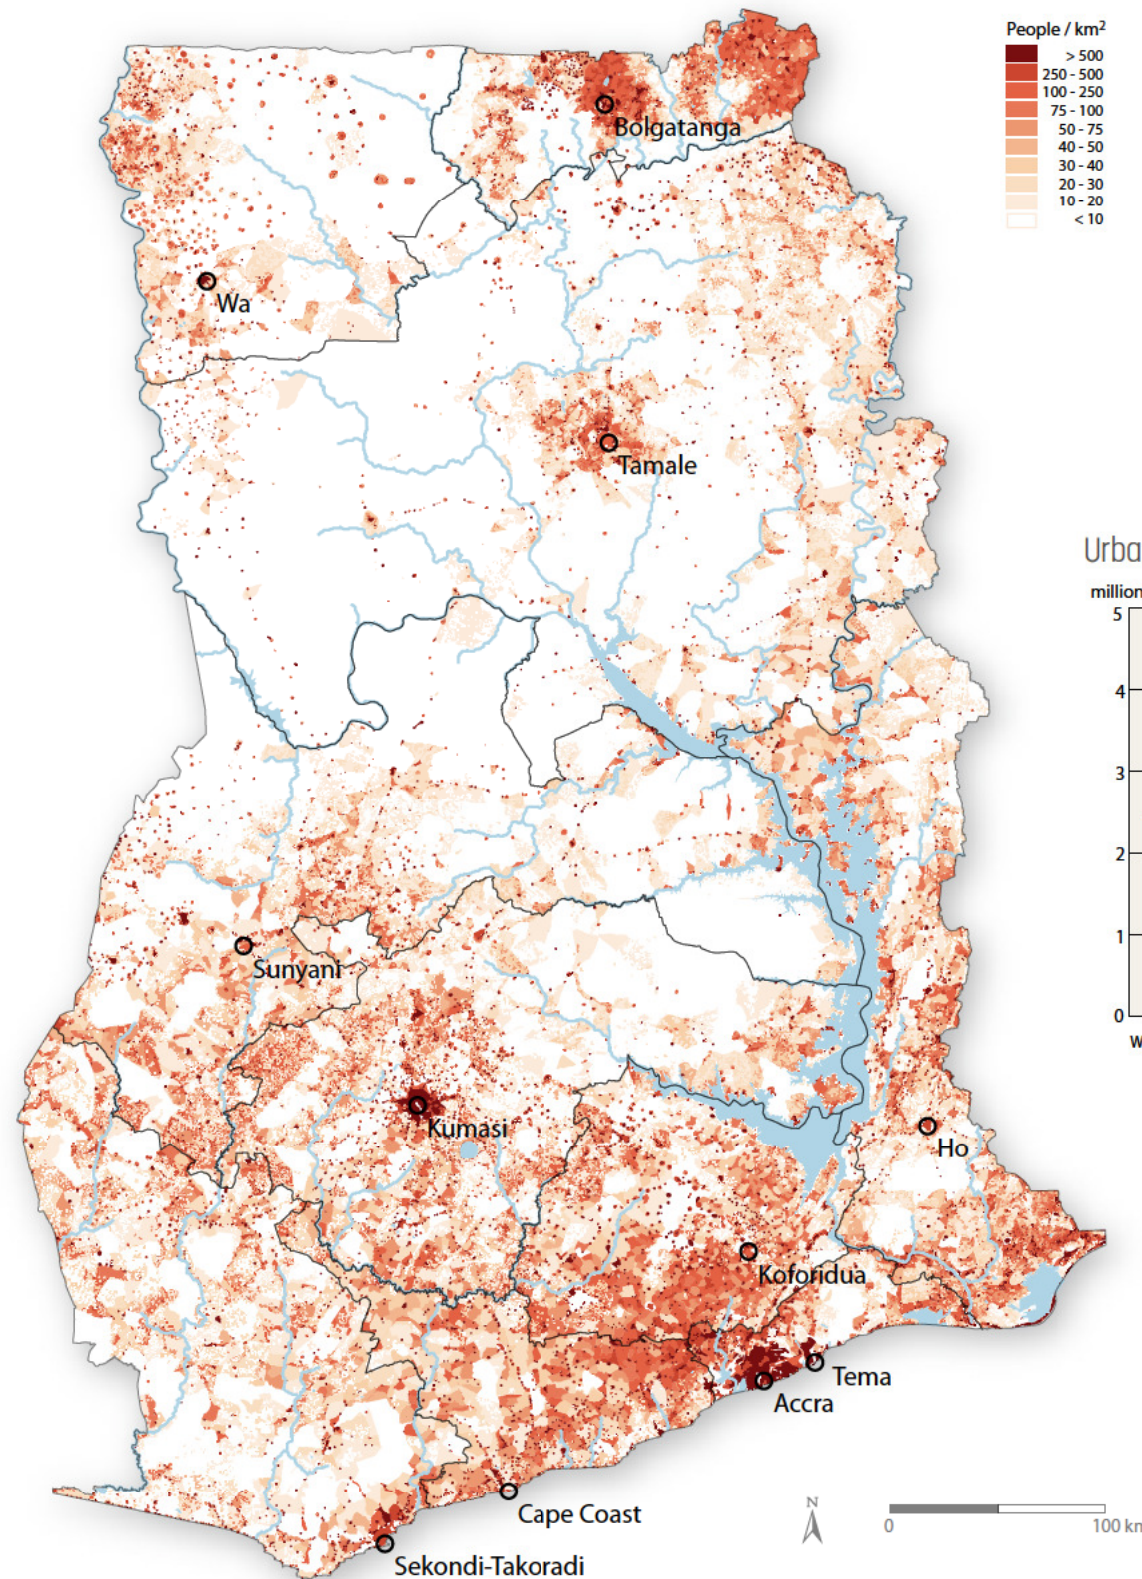 People / km²
> 500
250 - 500
100 - 250
75 - 100
50 - 75
40 - 50
30 - 40
20 - 30
10 - 20
< 10
Bolgatanga
Wa
Tamale
Urba
million
5
4
3
2
1
0
w
Sunyani
Kumasi
Ho
Koforidua
Tema
Accra
Cape Coast
Sekondi-Takoradi
N
0 100 km